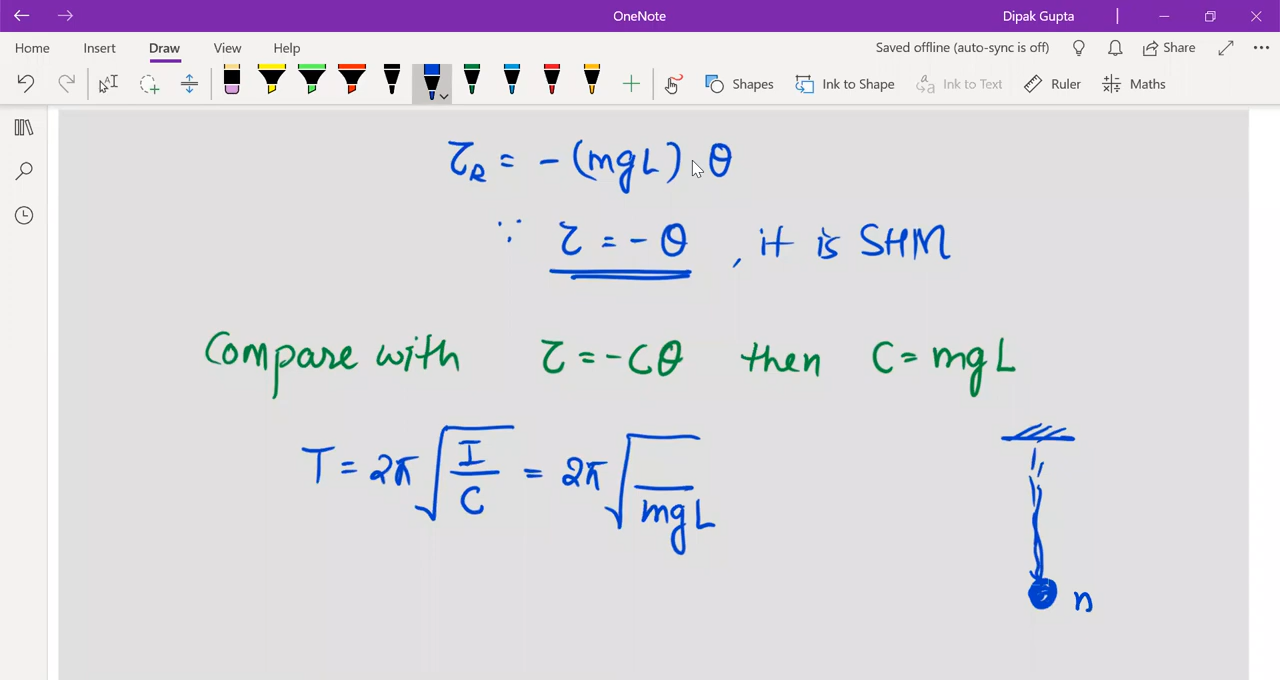 OneNote
Dipak Gupta
Home Insert Draw View Help
Saved offline (auto-sync is off)
Share
Shapes
Ink to Shape
Ink to Text
Ruler
Maths
τ_R = - (mgL) . θ
∵ τ = - θ , it is SHM
Compare with τ = - Cθ then C = mgL
T = 2π √(I/C) = 2π √( /mgL)
n